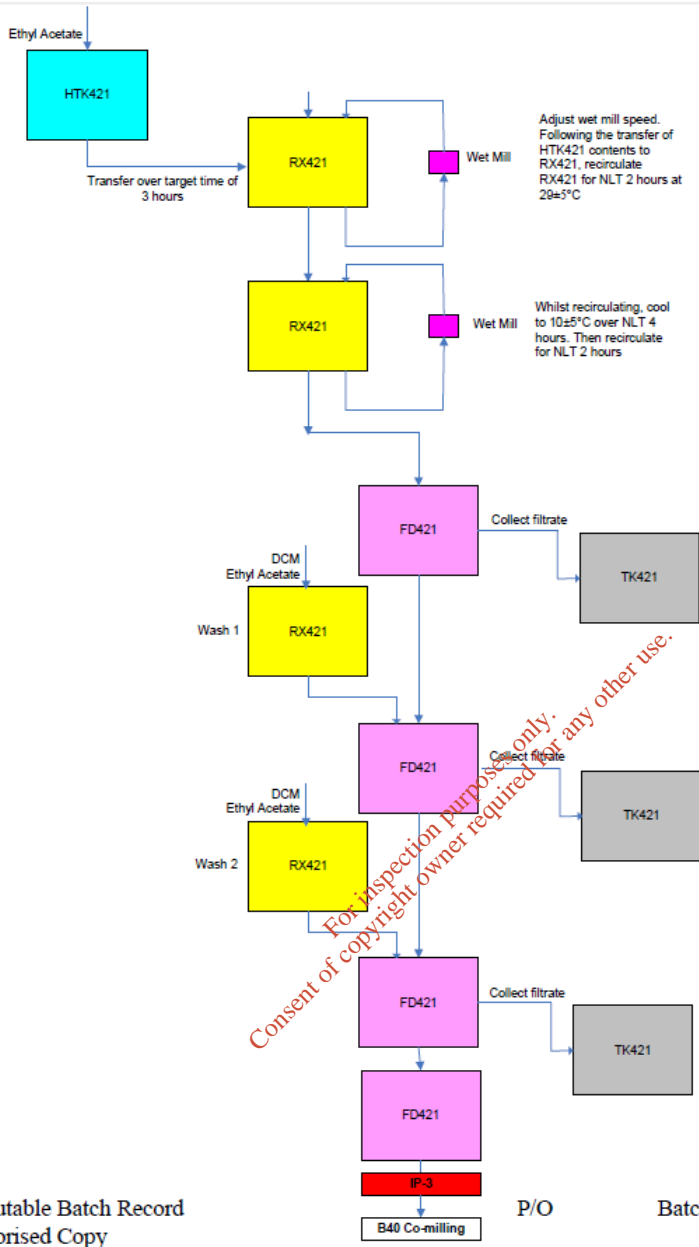 Ethyl Acetate
HTK421
Transfer over target time of
3 hours
RX421
Wet Mill
Adjust wet mill speed.
Following the transfer of
HTK421 contents to
RX421, recirculate
RX421 for NLT 2 hours at
29±5°C
RX421
Wet Mill
Whilst recirculating, cool
to 10±5°C over NLT 4
hours. Then recirculate
for NLT 2 hours
FD421
Collect filtrate
TK421
DCM
Ethyl Acetate
Wash 1
RX421
FD421
Collect filtrate
TK421
DCM
Ethyl Acetate
Wash 2
RX421
For inspection purposes only.
Consent of copyright owner required for any other use.
FD421
Collect filtrate
TK421
FD421
IP-3
B40 Co-milling
utable Batch Record
P/O
Batc
orised Copy